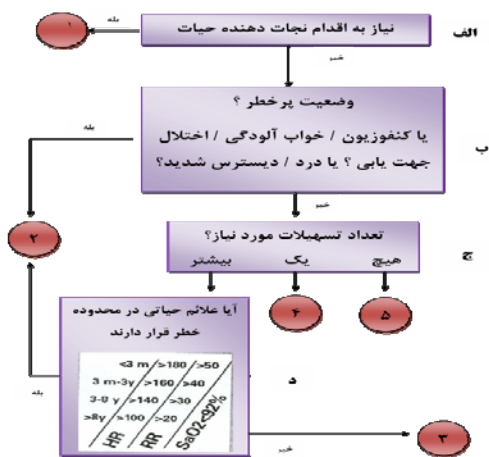 نیاز به اقدام نجات دهنده حیات
الف
بله
۱
خیر
وضعیت پرخطر ؟
یا کنفوزیون / خواب آلودگی / اختلال
جهت یابی ؟ یا درد / دیسترس شدید؟
ب
بله
۲
خیر
تعداد تسهیلات مورد نیاز؟
هیچ یک بیشتر
ج
۵
۴
آیا علائم حیاتی در محدوده
خطر قرار دارند
<3 m >180 >50
3 m-3y >160 >40
3-8 y >140 >30
>8y >100 >20
HR RR SaO2<92%
د
بله
خیر
۳